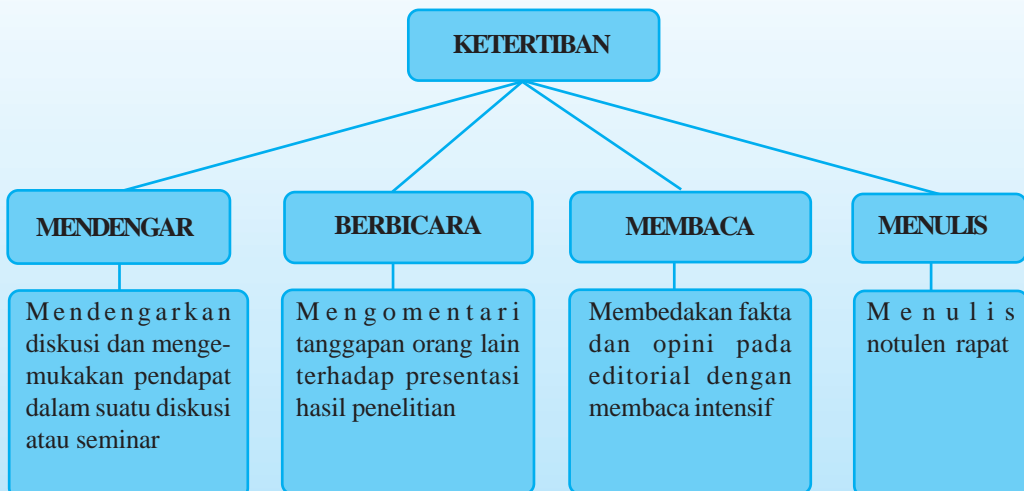 KETERTIBAN
MENDENGAR
Mendengarkan
diskusi dan menge-
mukakan pendapat
dalam suatu diskusi
atau seminar
BERBICARA
Mengomentari
tanggapan orang lain
terhadap presentasi
hasil penelitian
MEMBACA
Membedakan fakta
dan opini pada
editorial dengan
membaca intensif
MENULIS
Menulis
notulen rapat